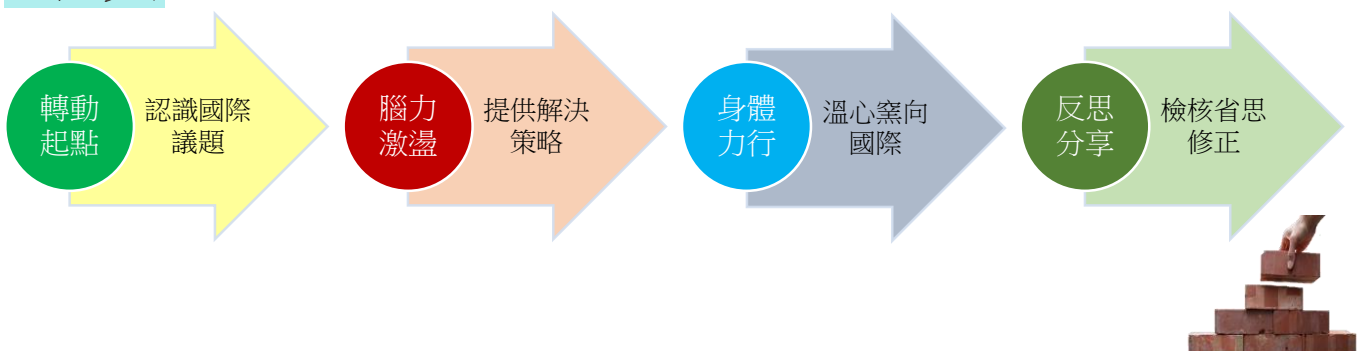 轉動
起點
認識國際
議題
腦力
激盪
提供解決
策略
身體
力行
溫心窯向
國際
反思
分享
檢核省思
修正